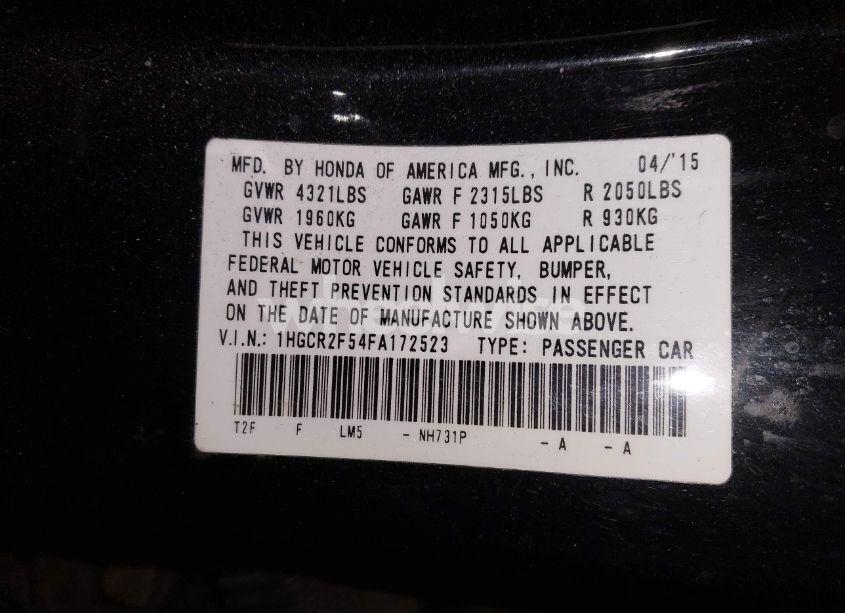 MFD. BY HONDA OF AMERICA MFG., INC. 04/'15
GVWR 4321LBS GAWR F 2315LBS R 2050LBS
GVWR 1960KG GAWR F 1050KG R 930KG
THIS VEHICLE CONFORMS TO ALL APPLICABLE
FEDERAL MOTOR VEHICLE SAFETY, BUMPER,
AND THEFT PREVENTION STANDARDS IN EFFECT
ON THE DATE OF MANUFACTURE SHOWN ABOVE.
V.I.N.: 1HGCR2F54FA172523 TYPE: PASSENGER CAR
T2F F LM5 - NH731P - A - A